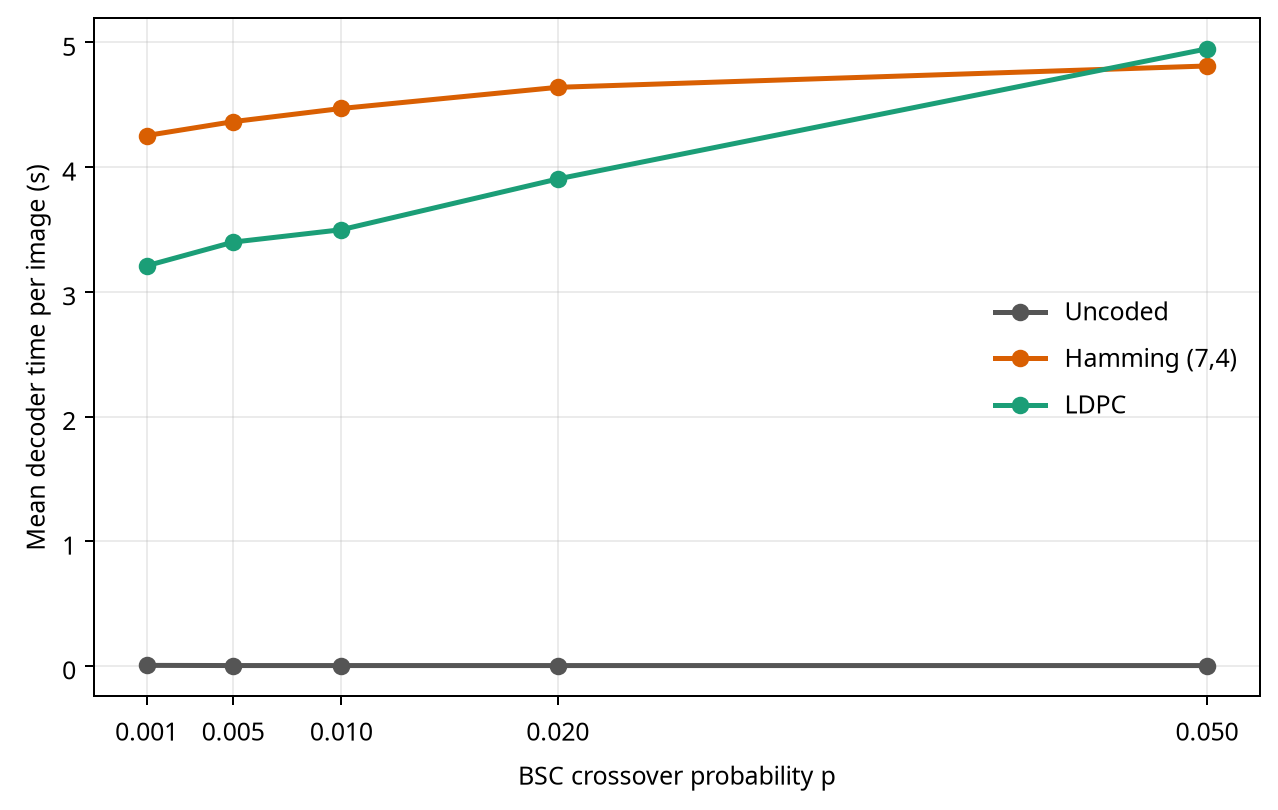 5
4
3
2
1
0
Mean decoder time per image (s)
Uncoded
Hamming (7,4)
LDPC
0.001 0.005 0.010 0.020 0.050
BSC crossover probability p